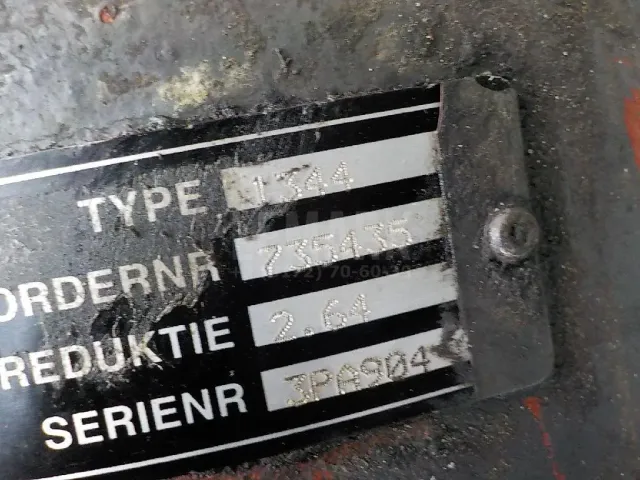 TYPE 1344
ORDERNR 735435
REDUKTIE 2.64
SERIENR 3PA904